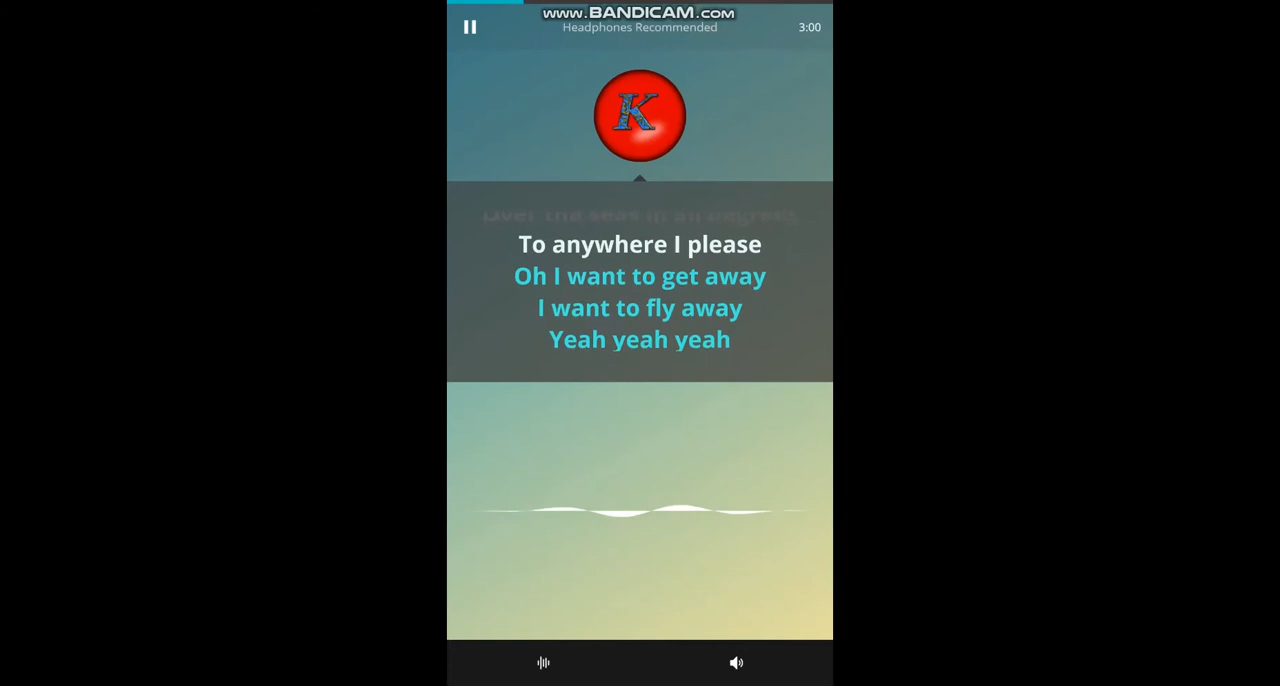 www.BANDICAM.com
Headphones Recommended
3:00
K
To anywhere I please
Oh I want to get away
I want to fly away
Yeah yeah yeah